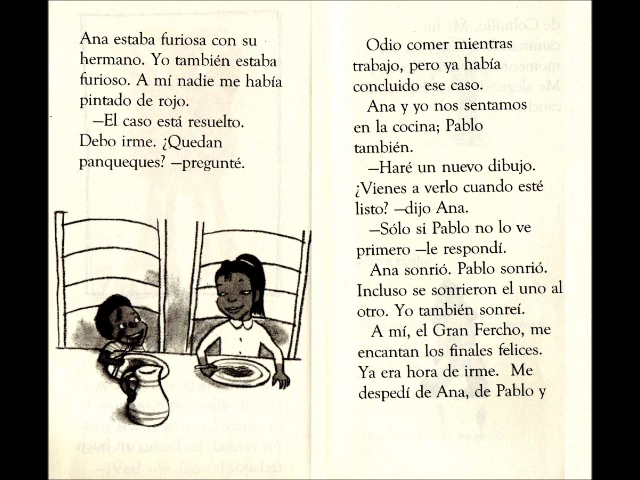 Ana estaba furiosa con su
hermano. Yo también estaba
furioso. A mí nadie me había
pintado de rojo.
—El caso está resuelto.
Debo irme. ¿Quedan
panqueques? —pregunté.
Odio comer mientras
trabajo, pero ya había
concluido ese caso.
Ana y yo nos sentamos
en la cocina; Pablo
también.
—Haré un nuevo dibujo.
¿Vienes a verlo cuando esté
listo? —dijo Ana.
—Sólo si Pablo no lo ve
primero —le respondí.
Ana sonrió. Pablo sonrió.
Incluso se sonrieron el uno al
otro. Yo también sonreí.
A mí, el Gran Fercho, me
encantan los finales felices.
Ya era hora de irme. Me
despedí de Ana, de Pablo y